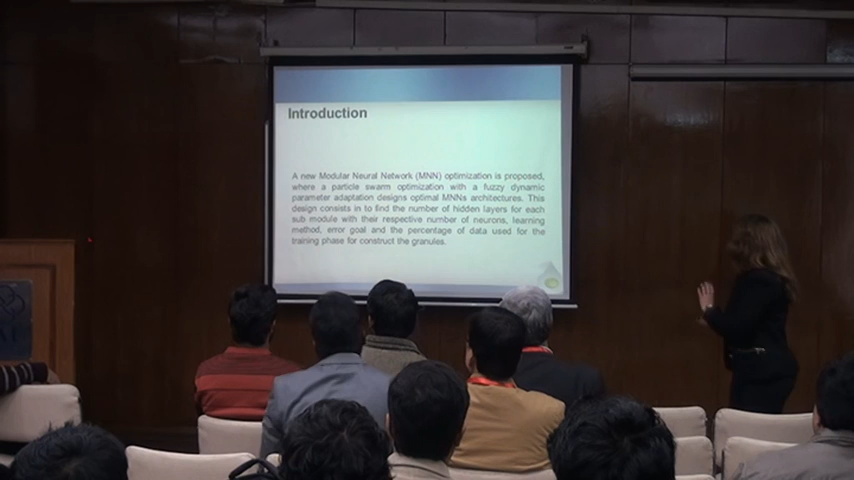 Introduction
A new Modular Neural Network (MNN) optimization is proposed,
where a particle swarm optimization with a fuzzy dynamic
parameter adaptation designs optimal MNNs architectures. This
design consists in to find the number of hidden layers for each
sub module with their respective number of neurons, learning
method, error goal and the percentage of data used for the
training phase for construct the granules.